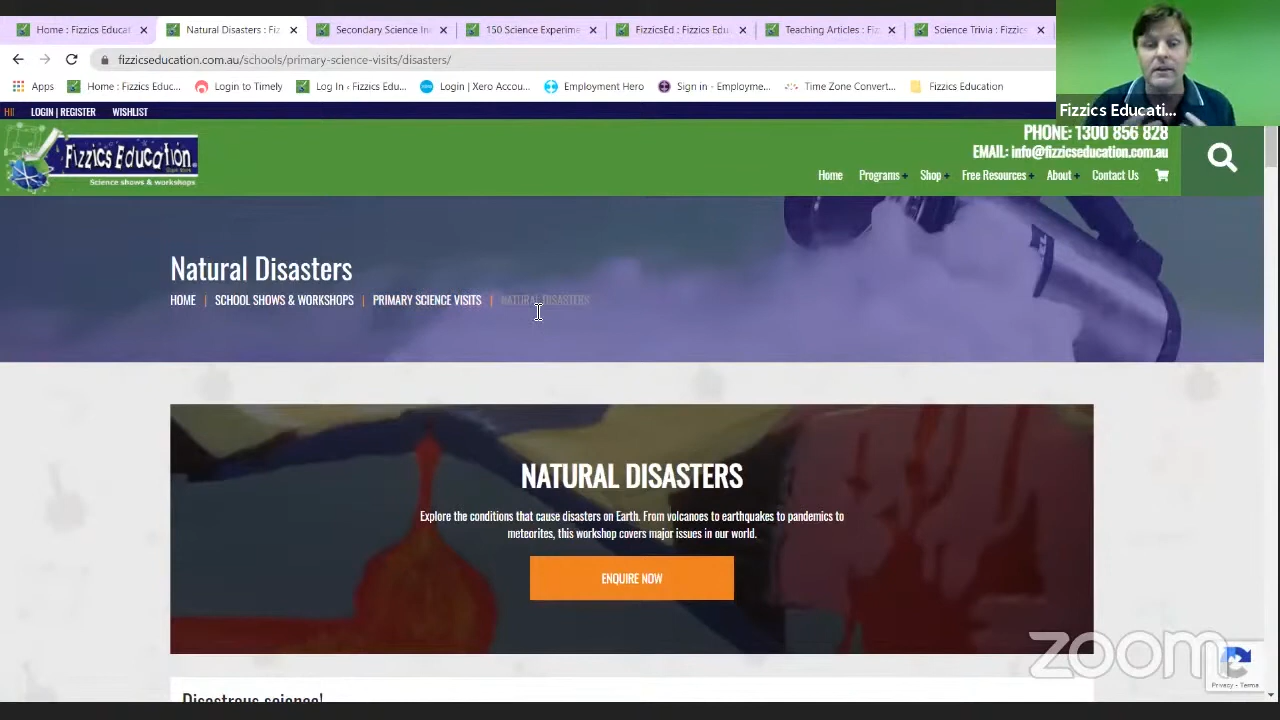 Home : Fizzics Educat
Natural Disasters : Fiz
Secondary Science In
150 Science Experime
FizzicsEd : Fizzics Edu
Teaching Articles : Fiz
Science Trivia : Fizzics
fizzicseducation.com.au/schools/primary-science-visits/disasters/
Apps
Home : Fizzics Educ...
Login to Timely
Log In ‹ Fizzics Edu...
Login | Xero Accou...
Employment Hero
Sign in - Employme...
Time Zone Convert...
Fizzics Education
Fizzics Educati...
HI!
LOGIN | REGISTER
WISHLIST
Fizzics Education
Science shows & workshops
PHONE: 1300 856 828
EMAIL: info@fizzicseducation.com.au
Home
Programs +
Shop +
Free Resources +
About +
Contact Us
Natural Disasters
HOME | SCHOOL SHOWS & WORKSHOPS | PRIMARY SCIENCE VISITS | NATURAL DISASTERS
NATURAL DISASTERS
Explore the conditions that cause disasters on Earth. From volcanoes to earthquakes to pandemics to
meteorites, this workshop covers major issues in our world.
ENQUIRE NOW
zoom
Privacy - Terms
Disastrous science!